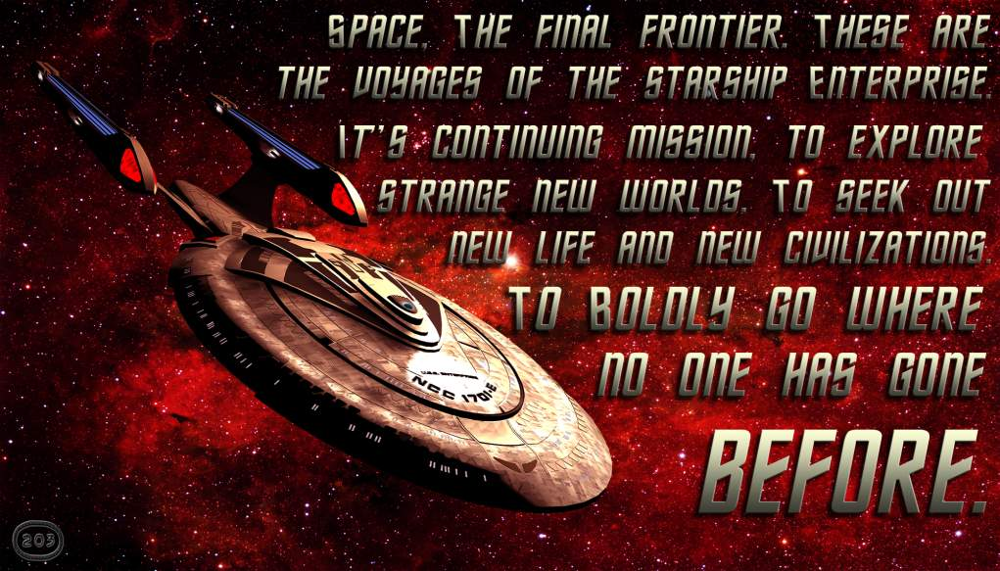 SPACE, THE FINAL FRONTIER. THESE ARE
THE VOYAGES OF THE STARSHIP ENTERPRISE.
IT'S CONTINUING MISSION, TO EXPLORE
STRANGE NEW WORLDS. TO SEEK OUT
NEW LIFE AND NEW CIVILIZATIONS.
TO BOLDLY GO WHERE
NO ONE HAS GONE
BEFORE.
U.S.S. ENTERPRISE
NCC 1701-E
203